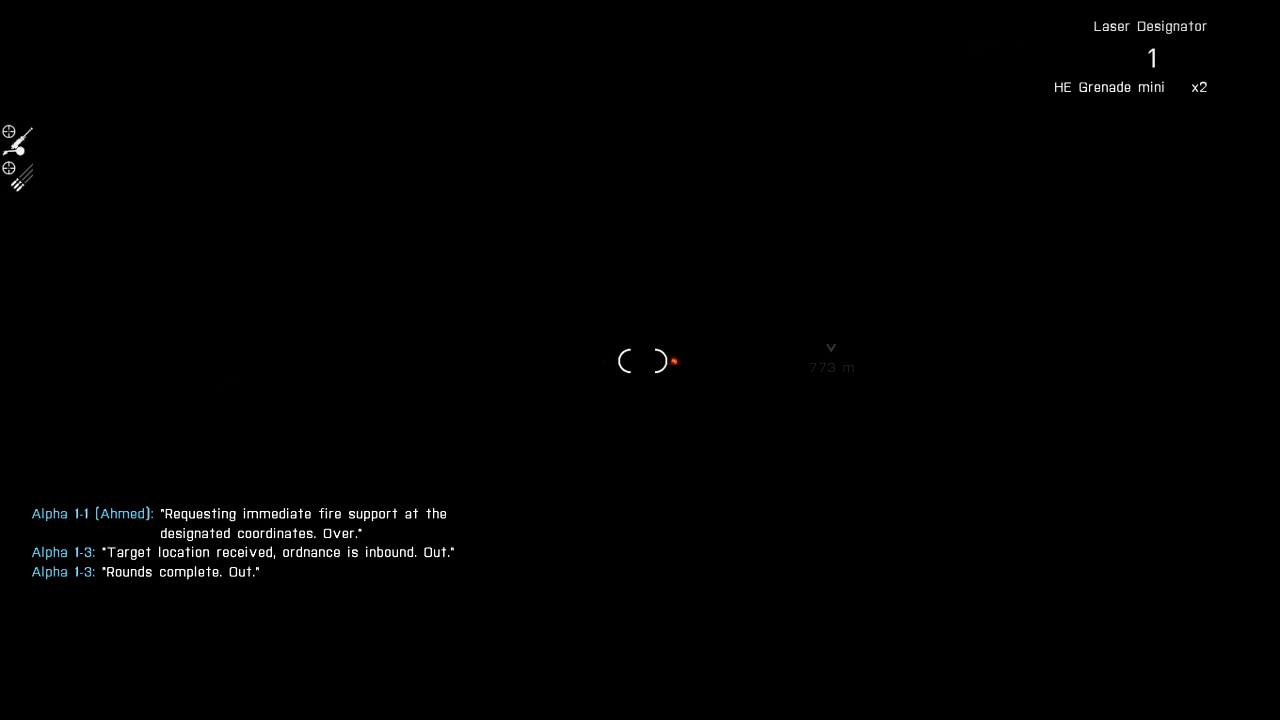 Laser Designator
1
HE Grenade mini x2
773 m
Alpha 1-1 (Ahmed): "Requesting immediate fire support at the
designated coordinates. Over."
Alpha 1-3: "Target location received, ordnance is inbound. Out."
Alpha 1-3: "Rounds complete. Out."